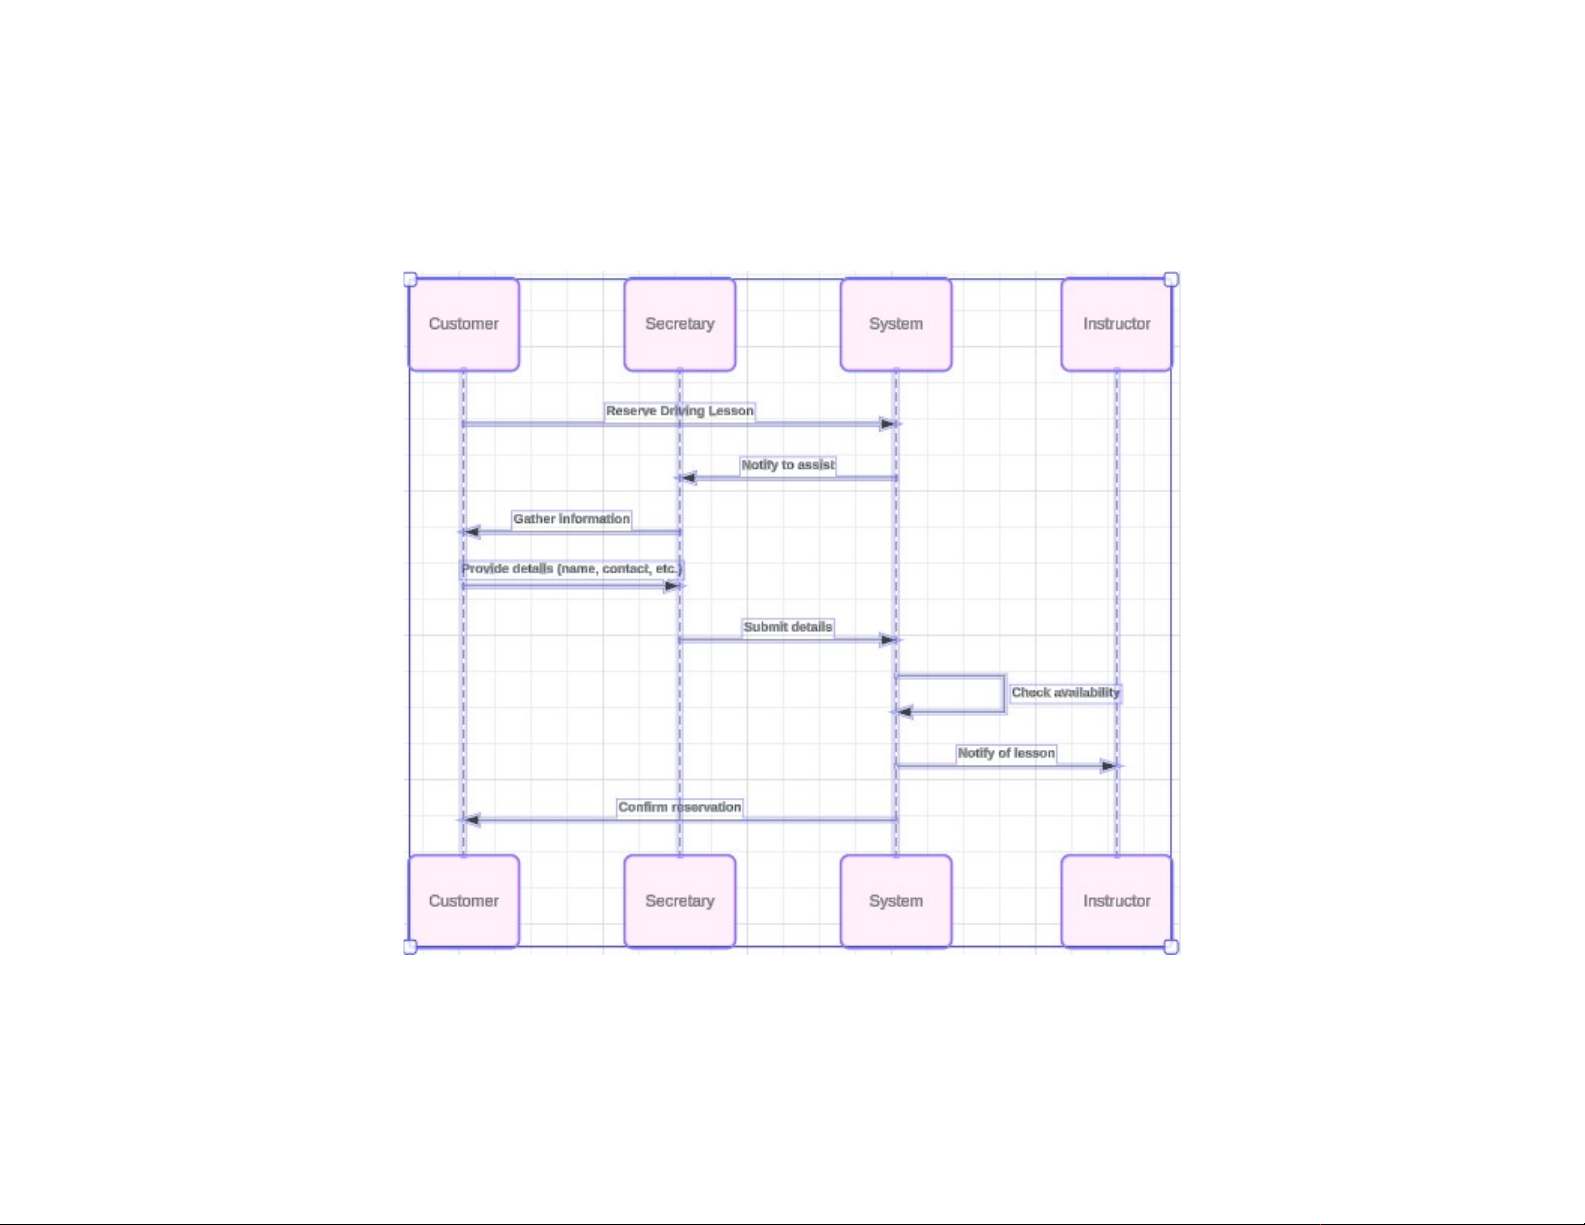 Customer
Secretary
System
Instructor
Reserve Driving Lesson
Notify to assist
Gather information
Provide details (name, contact, etc.)
Submit details
Check availability
Notify of lesson
Confirm reservation
Customer
Secretary
System
Instructor